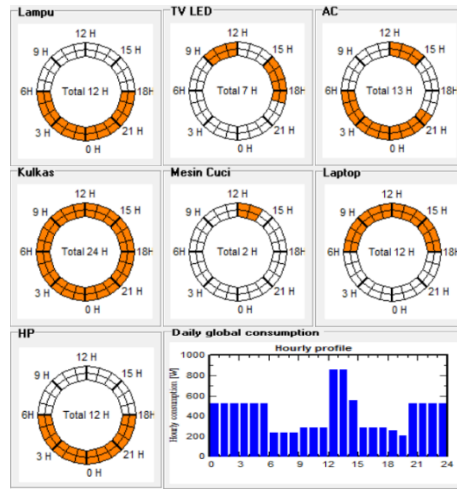 Lampu
12 H
9 H
15 H
6H
Total 12 H
18H
3 H
21 H
0 H
TV LED
12 H
9 H
15 H
6H
Total 7 H
18H
3 H
21 H
0 H
AC
12 H
9 H
15 H
6H
Total 13 H
18H
3 H
21 H
0 H
Kulkas
12 H
9 H
15 H
6H
Total 24 H
18H
3 H
21 H
0 H
Mesin Cuci
12 H
9 H
15 H
6H
Total 2 H
18H
3 H
21 H
0 H
Laptop
12 H
9 H
15 H
6H
Total 12 H
18H
3 H
21 H
0 H
HP
12 H
9 H
15 H
6H
Total 12 H
18H
3 H
21 H
0 H
Daily global consumption
Hourly profile
Hourly consumption [W]
1000
800
600
400
200
0
0 3 6 9 12 15 18 21 24